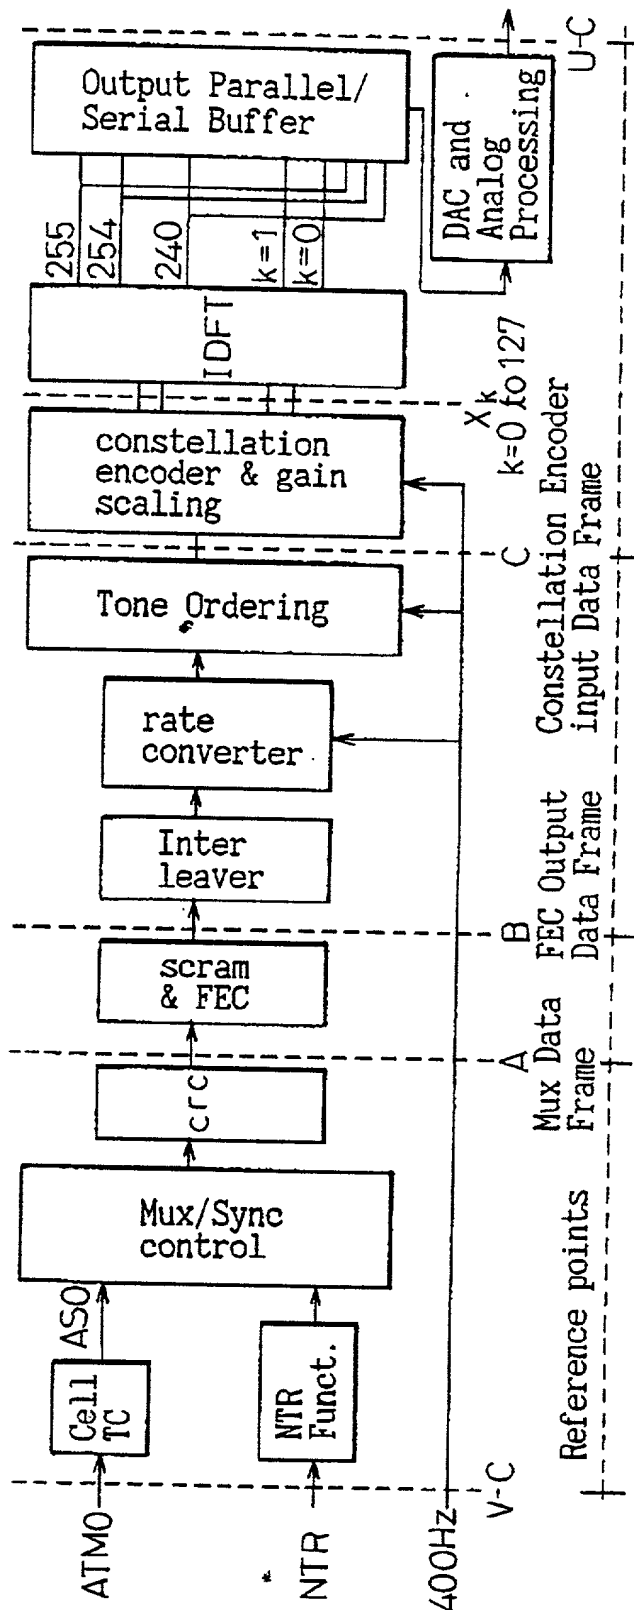 ATM0
NTR
400Hz
V-C
Cell
TC
AS0
NTR
Funct.
Mux/Sync
control
crc
A
scram
& FEC
B
Inter
leaver
rate
converter
Tone Ordering
C
constellation
encoder & gain
scaling
Xk
k=0 to 127
IDFT
255
254
240
k=1
k=0
Output Parallel/
Serial Buffer
DAC and
Analog
Processing
U-C
Reference points
Mux Data
Frame
FEC Output
Data Frame
Constellation Encoder
input Data Frame